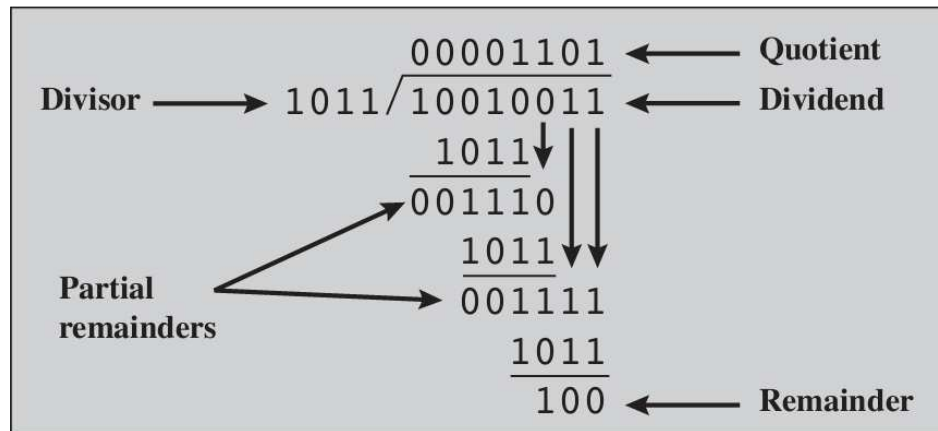 00001101 Quotient
Divisor 1011 10010011 Dividend
1011
001110
1011
Partial
remainders
001111
1011
100 Remainder